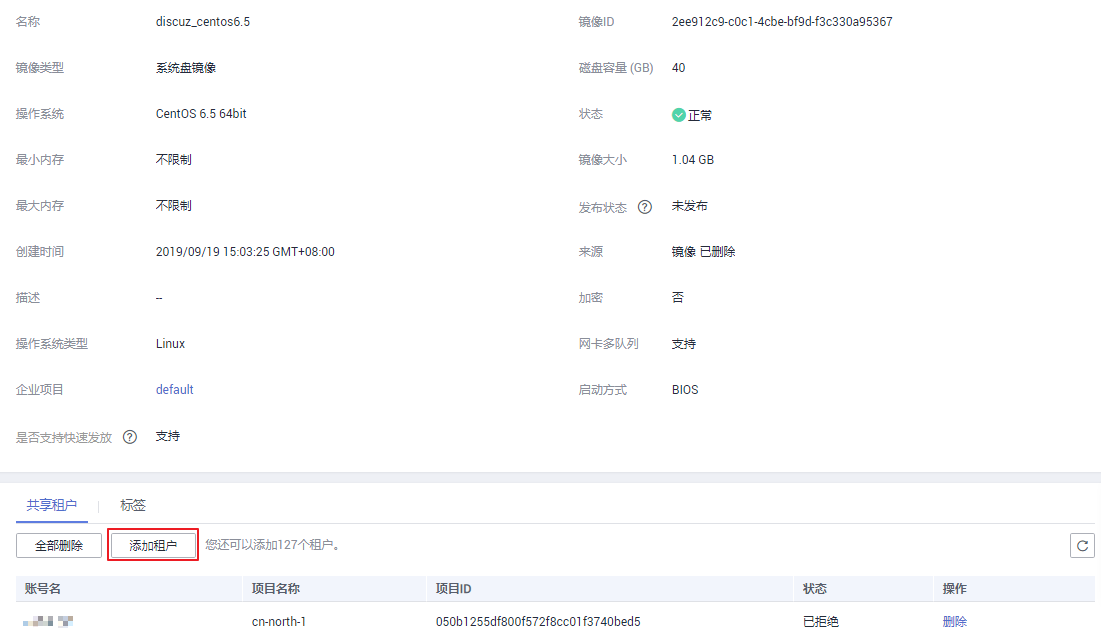 名称 discuz_centos6.5 镜像ID 2ee912c9-c0c1-4cbe-bf9d-f3c330a95367
镜像类型 系统盘镜像 磁盘容量 (GB) 40
操作系统 CentOS 6.5 64bit 状态 正常
最小内存 不限制 镜像大小 1.04 GB
最大内存 不限制 发布状态 ? 未发布
创建时间 2019/09/19 15:03:25 GMT+08:00 来源 镜像 已删除
描述 -- 加密 否
操作系统类型 Linux 网卡多队列 支持
企业项目 default 启动方式 BIOS
是否支持快速发放 ? 支持
共享租户 | 标签
全部删除 添加租户 您还可以添加127个租户。
账号名 项目名称 项目ID 状态 操作
cn-north-1 050b1255df800f572f8cc01f3740bed5 已拒绝 删除